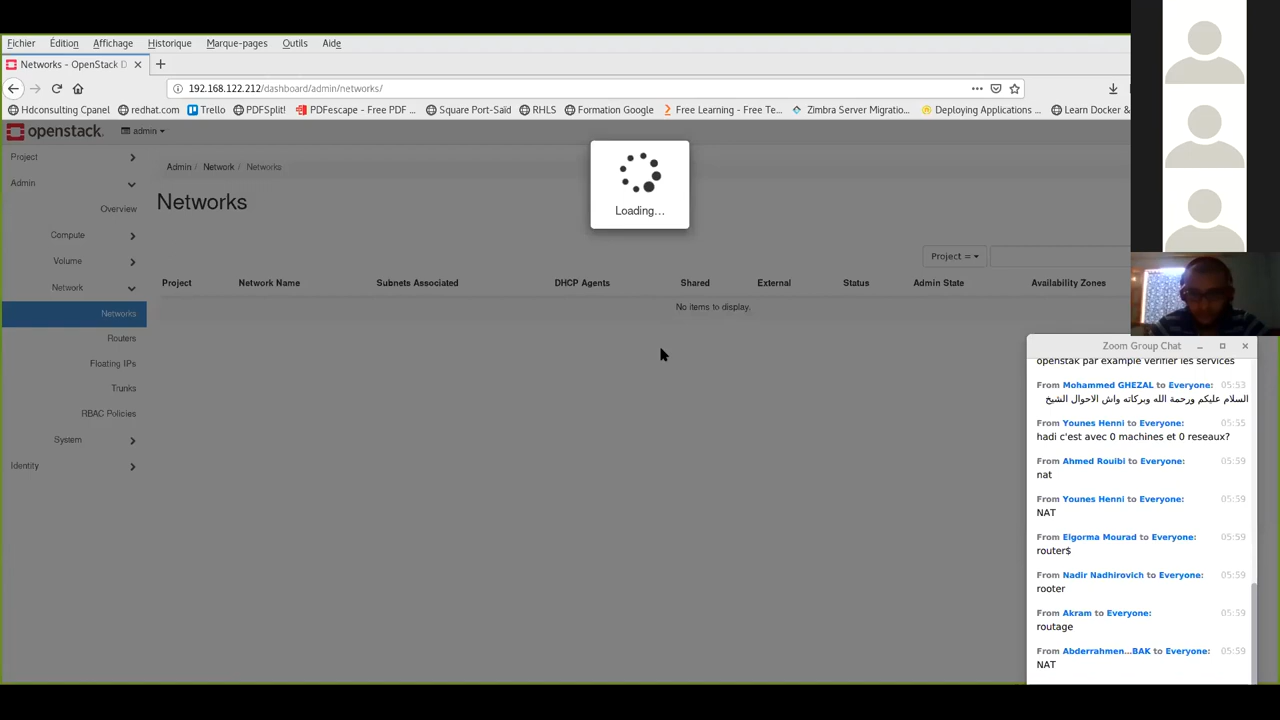 Fichier Édition Affichage Historique Marque-pages Outils Aide
Networks - OpenStack D
192.168.122.212/dashboard/admin/networks/
Hdconsulting Cpanel redhat.com Trello PDFSplit! PDFescape - Free PDF ... Square Port-Saïd RHLS Formation Google Free Learning - Free Te... Zimbra Server Migratio... Deploying Applications ... Learn Docker &
openstack. admin
Project
Admin
Overview
Compute
Volume
Network
Networks
Routers
Floating IPs
Trunks
RBAC Policies
System
Identity
Admin / Network / Networks
Networks
Loading...
Project =
Project Network Name Subnets Associated DHCP Agents Shared External Status Admin State Availability Zones
No items to display.
Zoom Group Chat
openstak par example verifier les services
From Mohammed GHEZAL to Everyone: 05:53
السلام عليكم ورحمة الله وبركاته واش الاحوال الشيخ
From Younes Henni to Everyone: 05:55
hadi c'est avec 0 machines et 0 reseaux?
From Ahmed Rouibi to Everyone: 05:59
nat
From Younes Henni to Everyone: 05:59
NAT
From Elgorma Mourad to Everyone: 05:59
router$
From Nadir Nadhirovich to Everyone: 05:59
rooter
From Akram to Everyone: 05:59
routage
From Abderrahmen...BAK to Everyone: 05:59
NAT